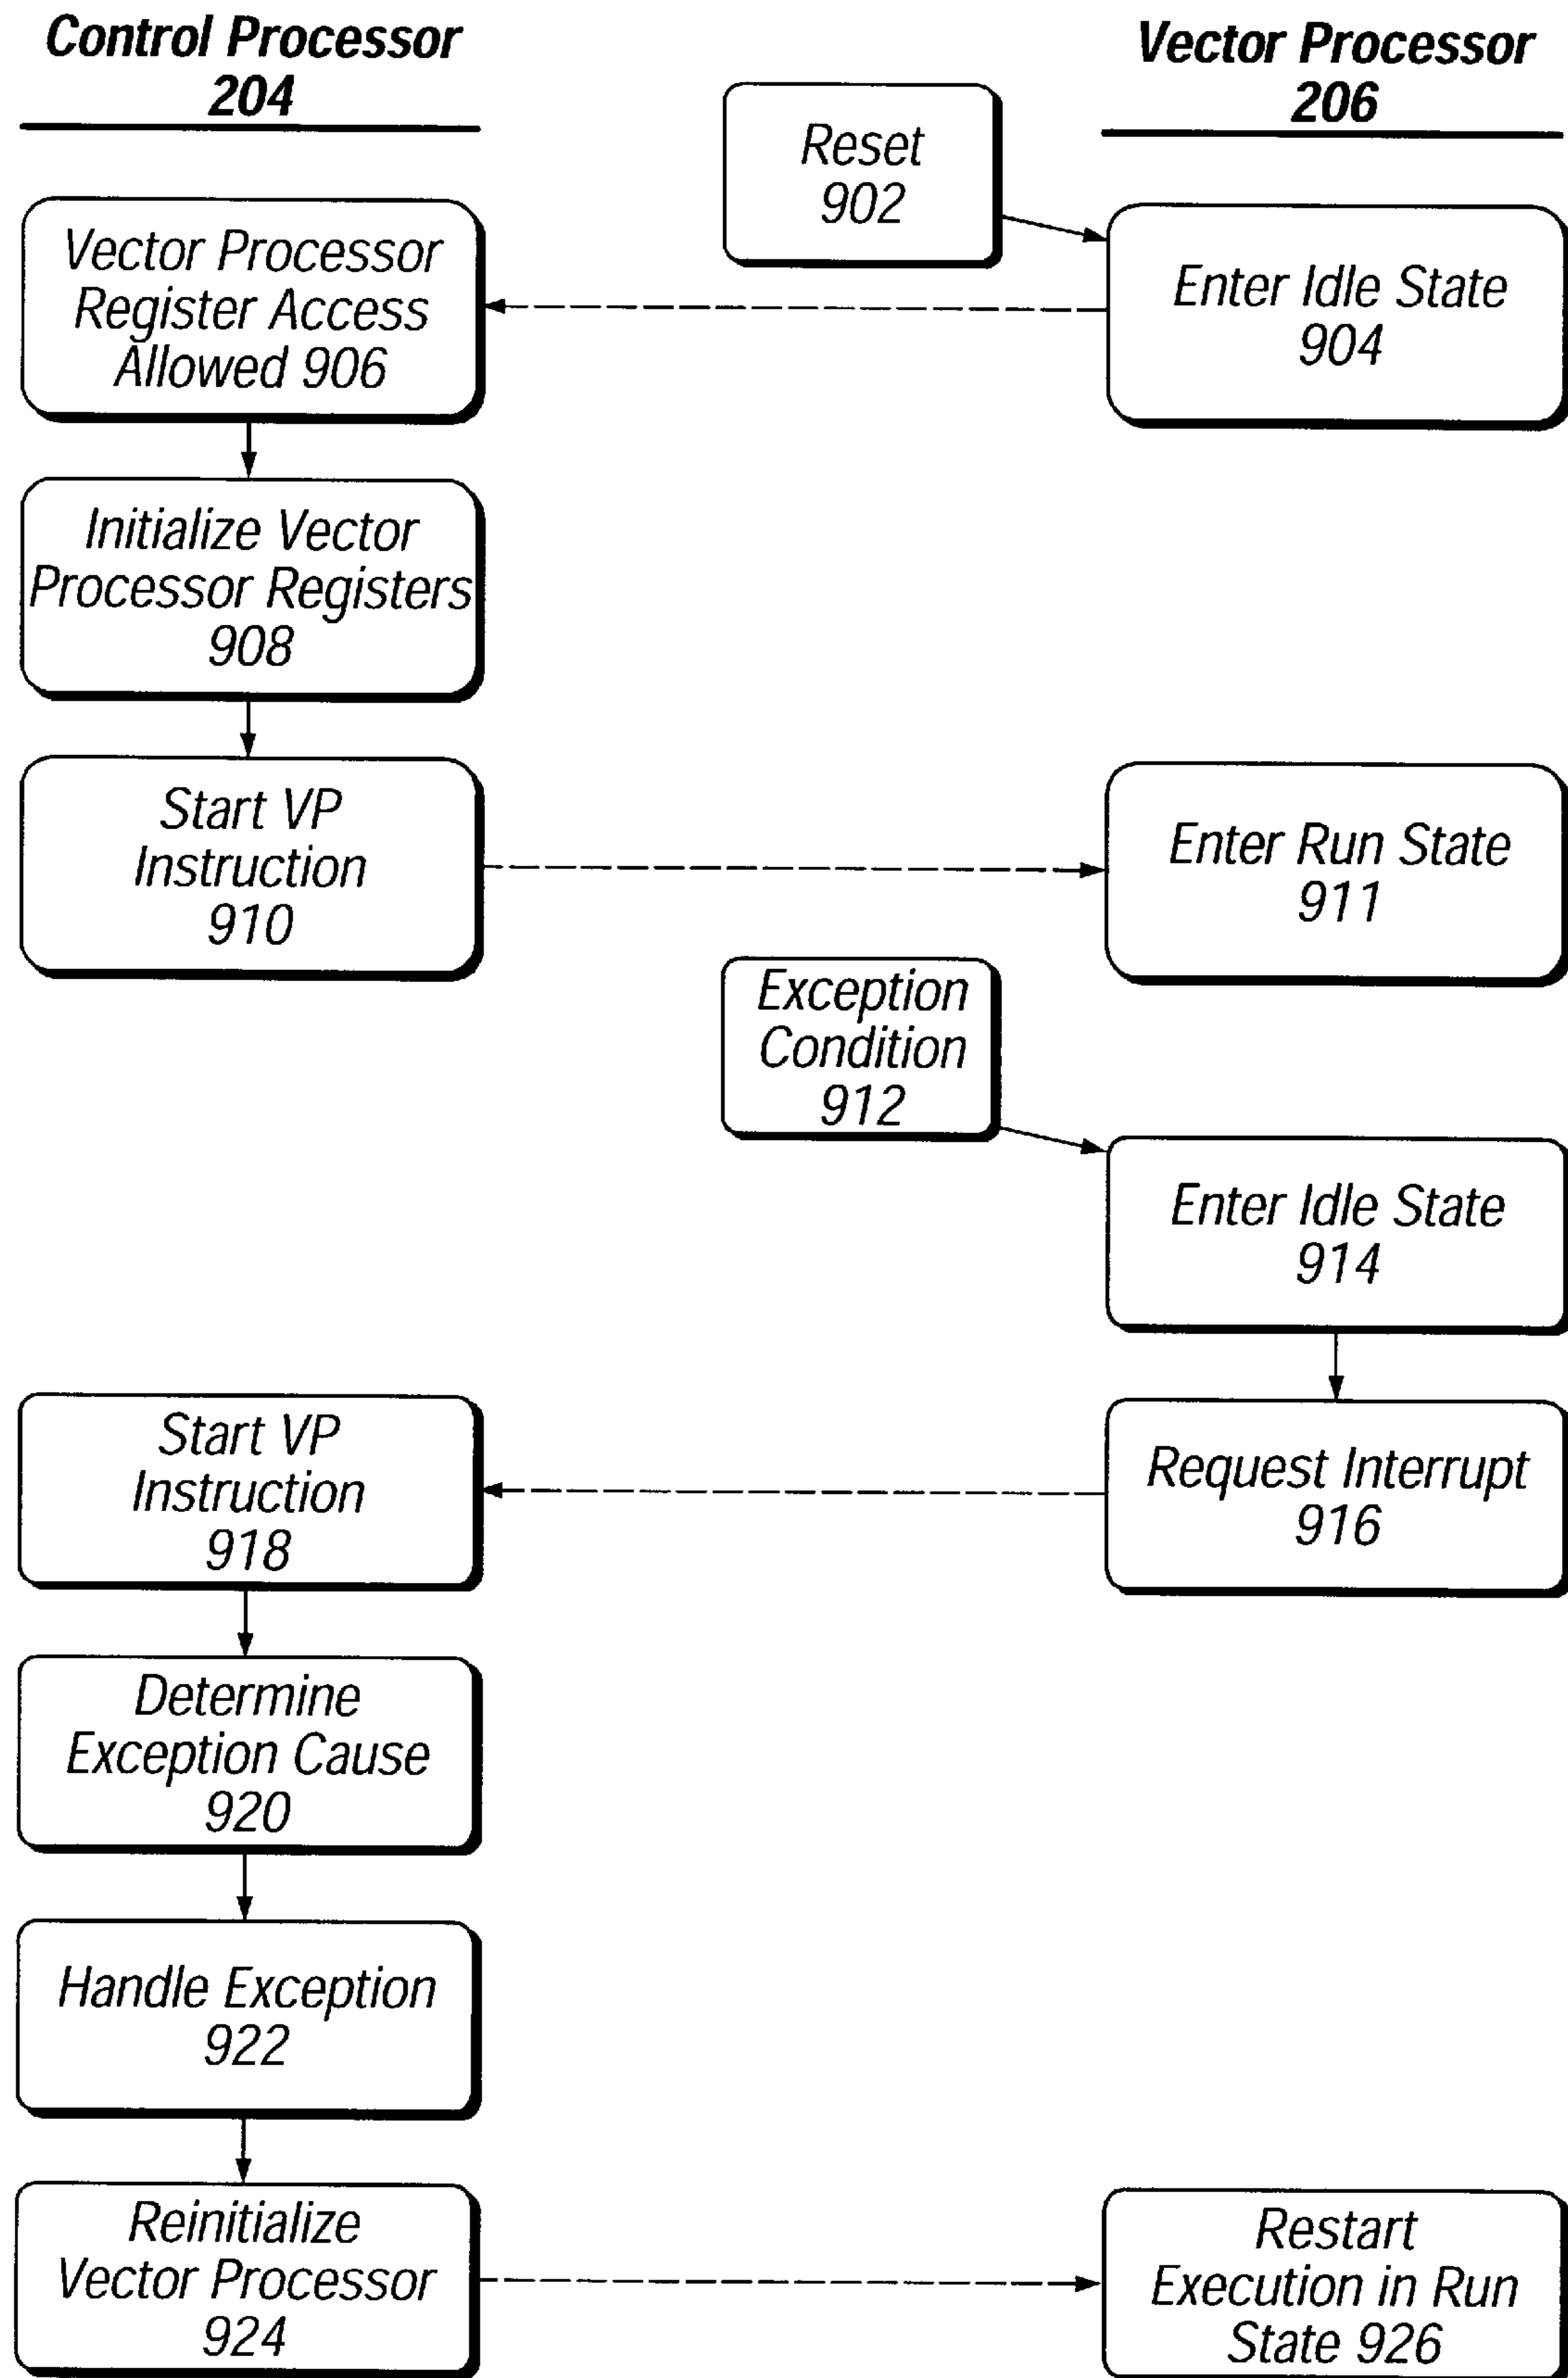 Control Processor
204
Vector Processor
206
Reset
902
Vector Processor
Register Access
Allowed 906
Enter Idle State
904
Initialize Vector
Processor Registers
908
Start VP
Instruction
910
Enter Run State
911
Exception
Condition
912
Enter Idle State
914
Start VP
Instruction
918
Request Interrupt
916
Determine
Exception Cause
920
Handle Exception
922
Reinitialize
Vector Processor
924
Restart
Execution in Run
State 926